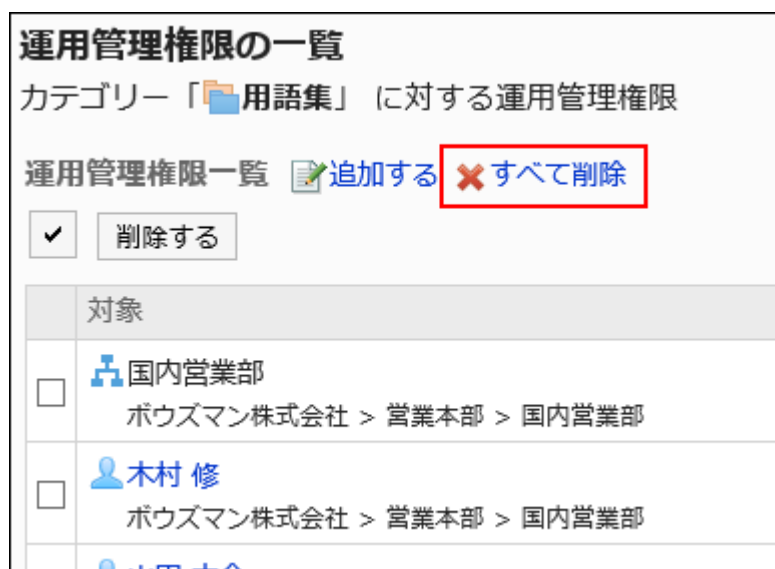 運用管理権限の一覧
カテゴリー「用語集」 に対する運用管理権限
運用管理権限一覧 追加する すべて削除
削除する
対象
国内営業部
ボウズマン株式会社 > 営業本部 > 国内営業部
木村 修
ボウズマン株式会社 > 営業本部 > 国内営業部